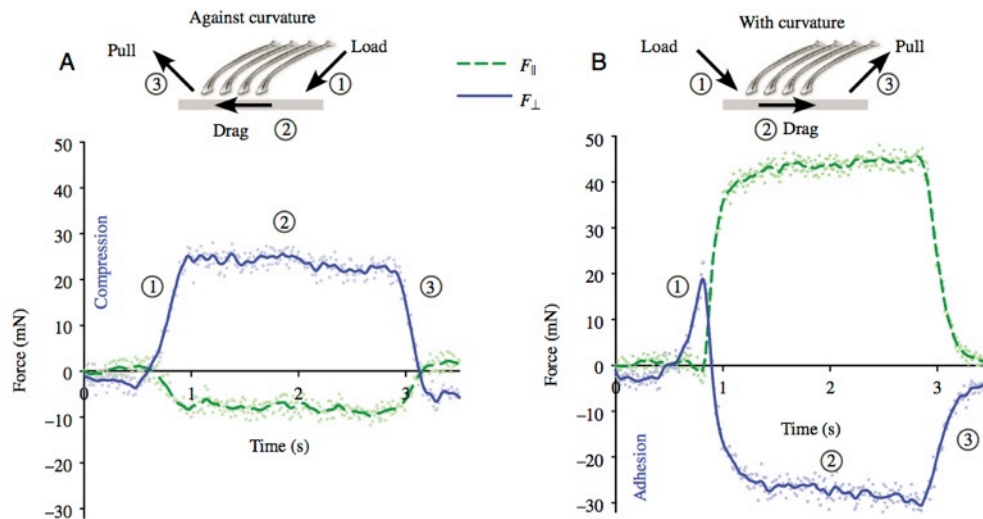 Against curvature
A
Pull
Load
③
①
Drag
②
F∥
F⊥
With curvature
B
Load
Pull
①
③
②
Drag
50
40
30
20
10
0
−10
−20
−30
Force (mN)
Compression
①
②
③
0
1
2
3
Time (s)
50
40
30
20
10
0
−10
−20
−30
Force (mN)
Adhesion
①
②
③
0
1
2
3
Time (s)